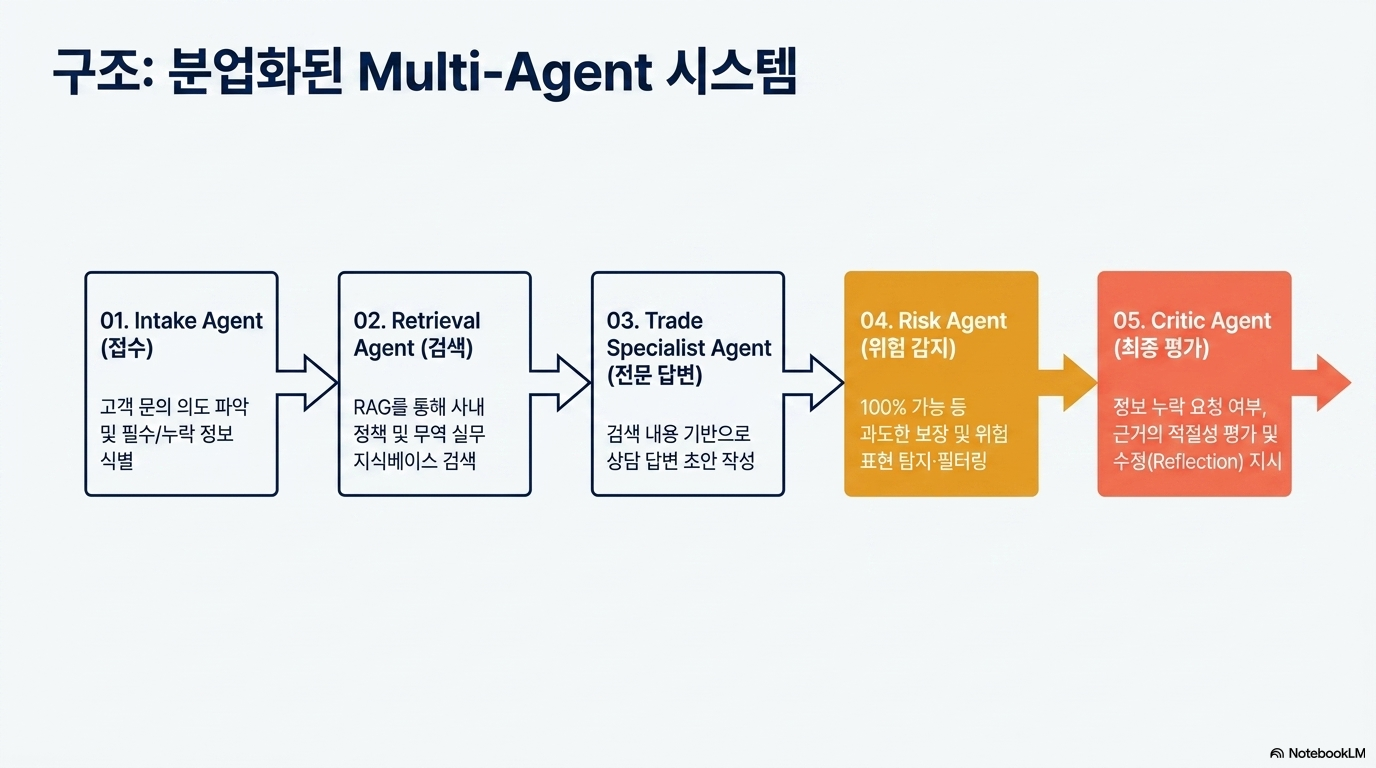 구조: 분업화된 Multi-Agent 시스템
01. Intake Agent
(접수)
고객 문의 의도 파악
및 필수/누락 정보
식별
02. Retrieval
Agent (검색)
RAG를 통해 사내
정책 및 무역 실무
지식베이스 검색
03. Trade
Specialist Agent
(전문 답변)
검색 내용 기반으로
상담 답변 초안 작성
04. Risk Agent
(위험 감지)
100% 가능 등
과도한 보장 및 위험
표현 탐지·필터링
05. Critic Agent
(최종 평가)
정보 누락 요청 여부,
근거의 적절성 평가 및
수정(Reflection) 지시
NotebookLM